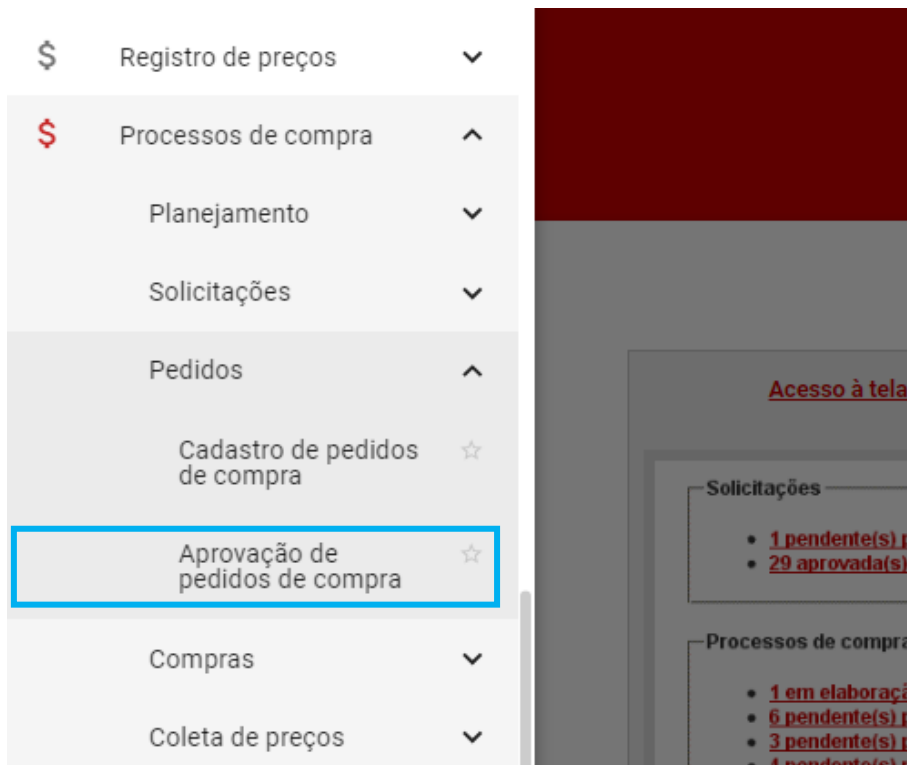 $ Registro de preços
$ Processos de compra
Planejamento
Solicitações
Pedidos
Cadastro de pedidos
de compra
Aprovação de
pedidos de compra
Compras
Coleta de preços
Acesso à tela
Solicitações
1 pendente(s)
29 aprovada(s)
Processos de compra
1 em elaboraçã
6 pendente(s)
3 pendente(s)
4 pendente(s)